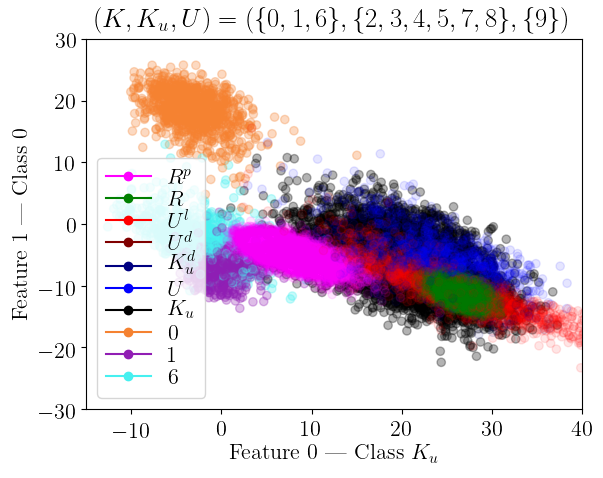 (K, K_u, U) = ({0, 1, 6}, {2, 3, 4, 5, 7, 8}, {9})
30
20
10
0
−10
−20
−30
Feature 1 — Class 0
R^p
R
U^l
U^d
K_u^d
U
K_u
0
1
6
−10
0
10
20
30
40
Feature 0 — Class K_u